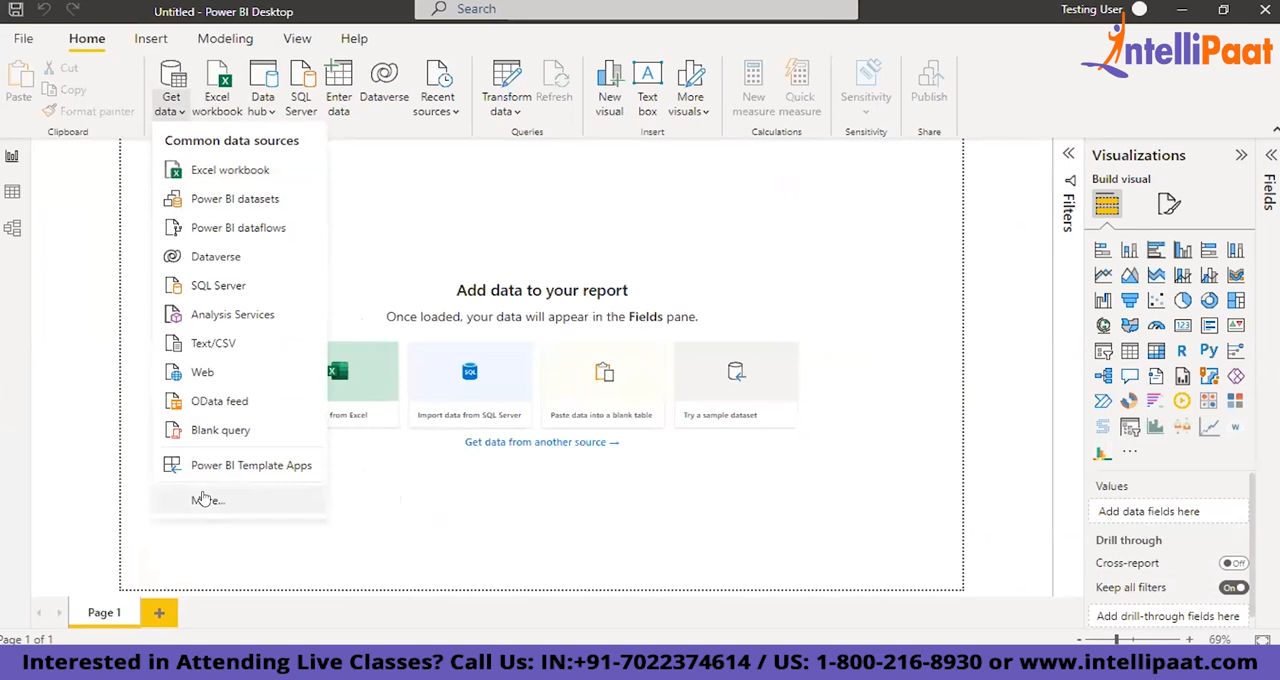 Untitled - Power BI Desktop
Search
Testing User
IntelliPaat
File
Home
Insert
Modeling
View
Help
Paste
Cut
Copy
Format painter
Clipboard
Get data
Excel workbook
Data hub
SQL Server
Enter data
Dataverse
Recent sources
Transform data
Refresh
Queries
New visual
Text box
More visuals
Insert
New measure
Quick measure
Calculations
Sensitivity
Sensitivity
Publish
Share
Common data sources
Excel workbook
Power BI datasets
Power BI dataflows
Dataverse
SQL Server
Analysis Services
Text/CSV
Web
OData feed
Blank query
Power BI Template Apps
Add data to your report
Once loaded, your data will appear in the Fields pane.
from Excel
SQL
Import data from SQL Server
Paste data into a blank table
Try a sample dataset
Get data from another source →
Filters
Visualizations
Build visual
Fields
123
R
Py
...
Values
Add data fields here
Drill through
Cross-report
Off
Keep all filters
On
Add drill-through fields here
Page 1
Page 1 of 1
- + 69%
Interested in Attending Live Classes? Call Us: IN:+91-7022374614 / US: 1-800-216-8930 or www.intellipaat.com